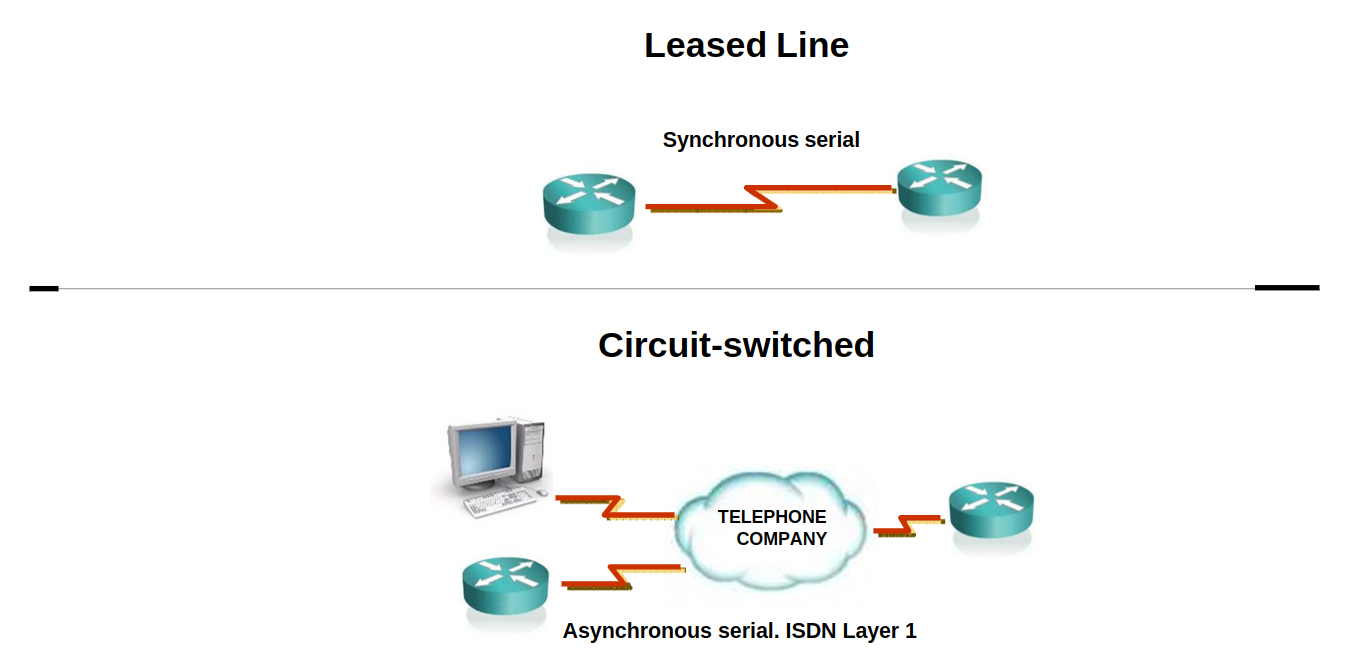 Leased Line
Synchronous serial
Circuit-switched
TELEPHONE
COMPANY
Asynchronous serial. ISDN Layer 1